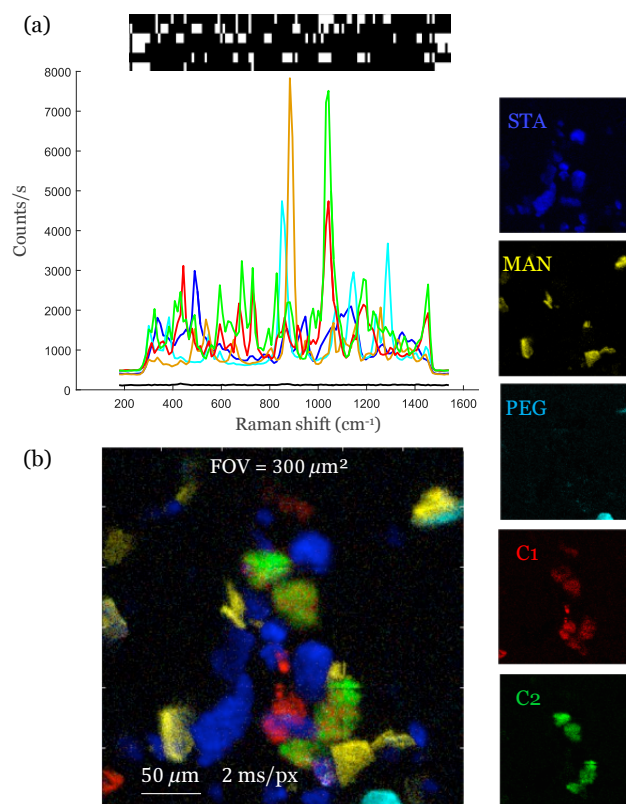 (a)
8000
7000
6000
5000
4000
3000
2000
1000
0
Counts/s
200 400 600 800 1000 1200 1400 1600
Raman shift (cm⁻¹)
STA
MAN
PEG
C1
C2
(b)
FOV = 300 µm²
50 µm 2 ms/px